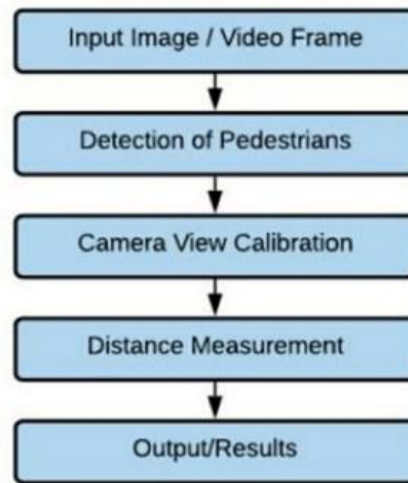 Input Image / Video Frame
Detection of Pedestrians
Camera View Calibration
Distance Measurement
Output/Results